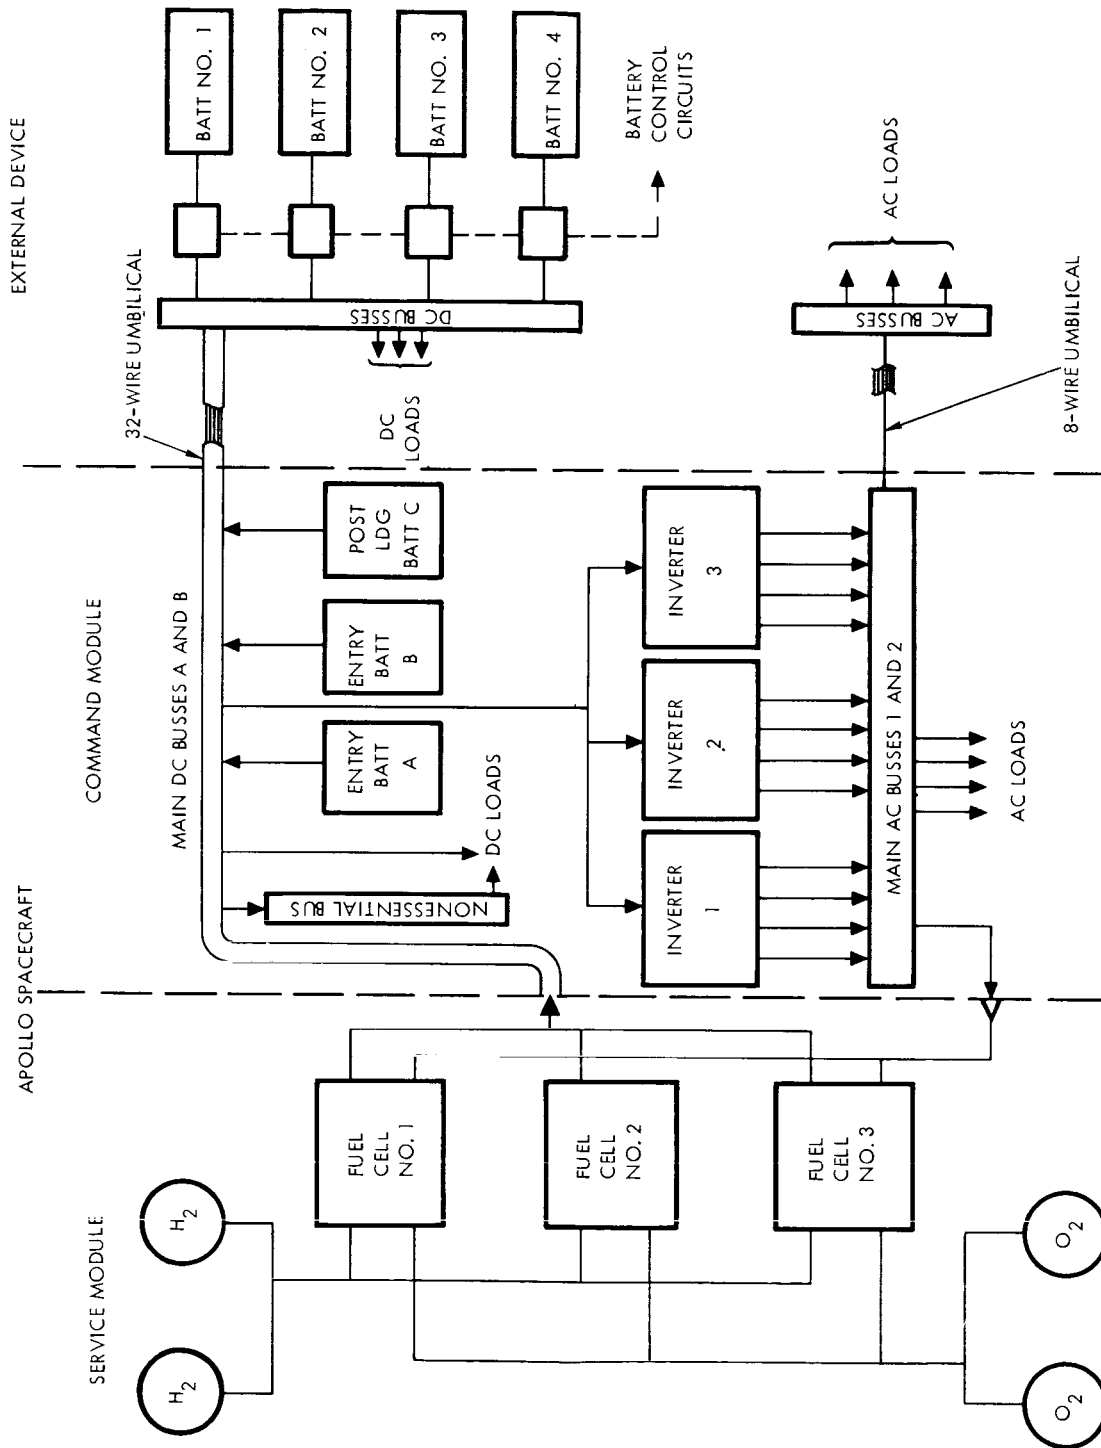 APOLLO SPACECRAFT
SERVICE MODULE
COMMAND MODULE
EXTERNAL DEVICE
H2
H2
FUEL
CELL
NO. 1
FUEL
CELL
NO. 2
FUEL
CELL
NO. 3
O2
O2
MAIN DC BUSSES A AND B
NONESSENTIAL BUS
DC LOADS
ENTRY
BATT
A
ENTRY
BATT
B
POST
LDG
BATT C
INVERTER
1
INVERTER
2
INVERTER
3
MAIN AC BUSSES 1 AND 2
AC LOADS
32-WIRE UMBILICAL
DC BUSSES
DC
LOADS
BATT NO. 1
BATT NO. 2
BATT NO. 3
BATT NO. 4
BATTERY
CONTROL
CIRCUITS
AC BUSSES
AC LOADS
8-WIRE UMBILICAL